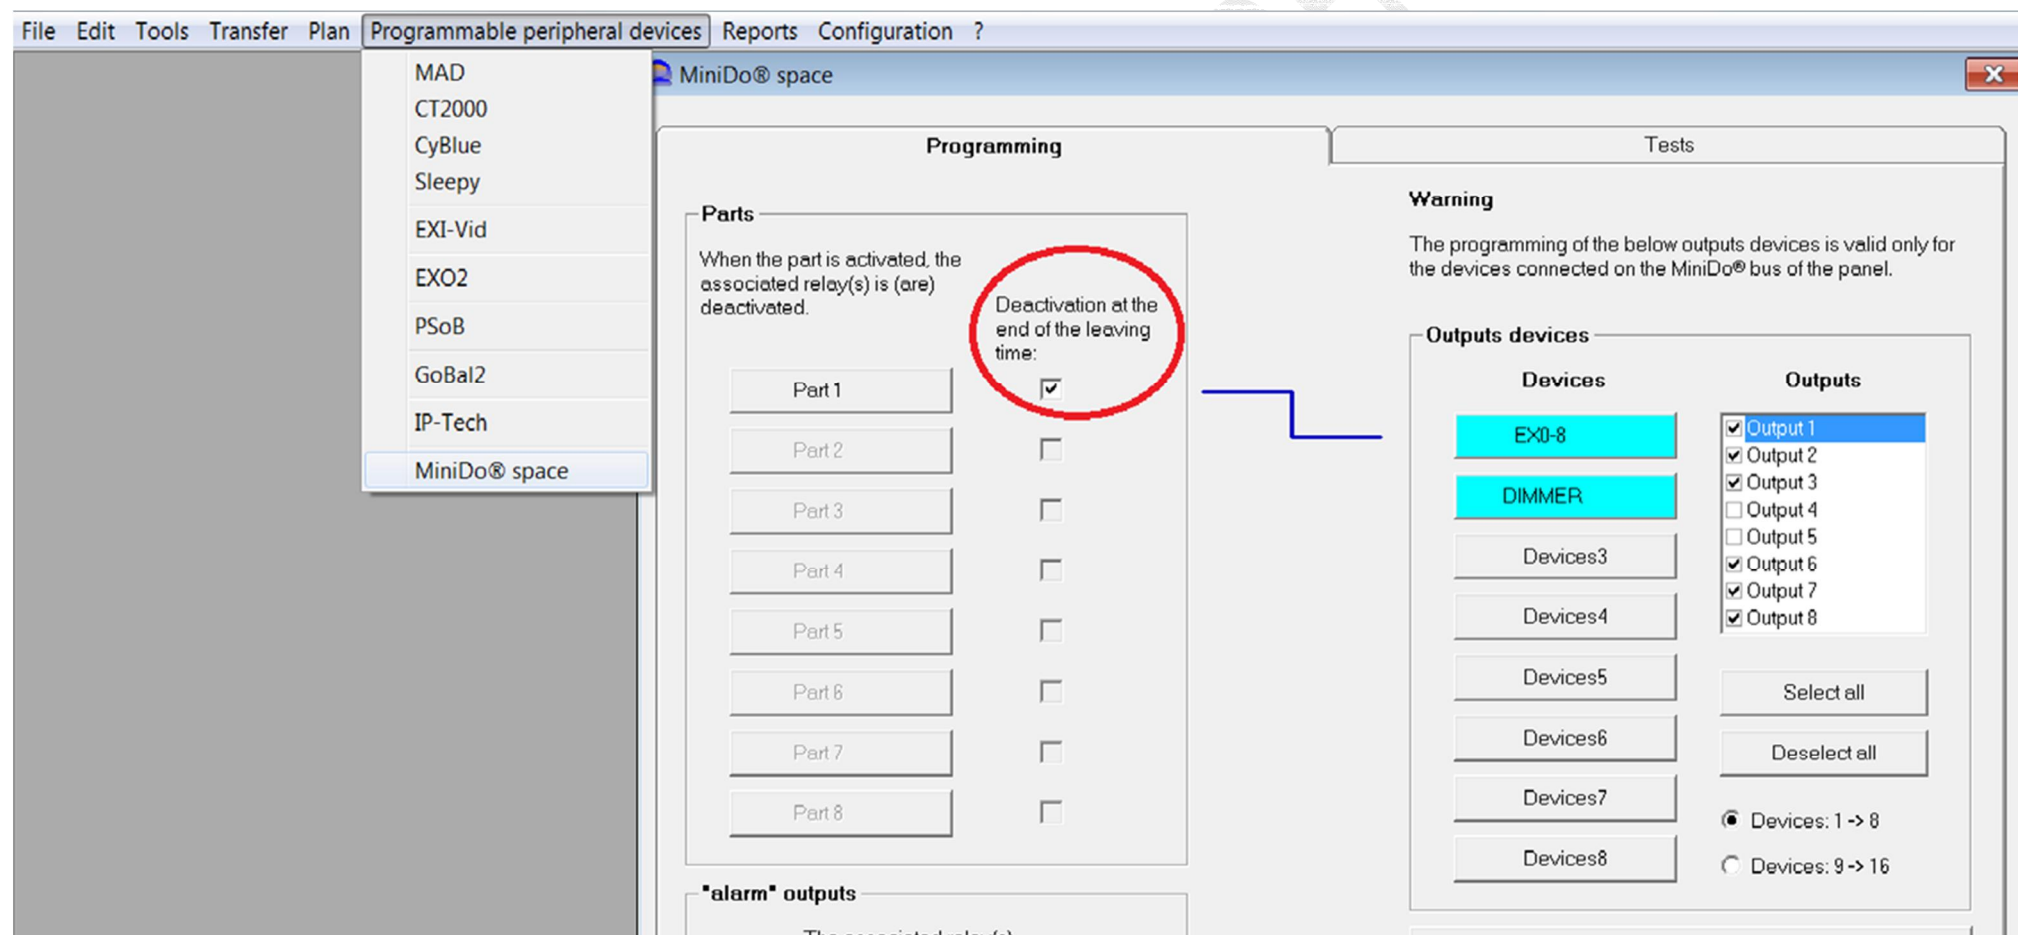 File Edit Tools Transfer Plan Programmable peripheral devices Reports Configuration ?
MAD
CT2000
CyBlue
Sleepy
EXI-Vid
EXO2
PSoB
GoBal2
IP-Tech
MiniDo® space
MiniDo® space
Programming
Tests
Parts
When the part is activated, the
associated relay(s) is (are)
deactivated.
Deactivation at the
end of the leaving
time:
Part 1
Part 2
Part 3
Part 4
Part 5
Part 6
Part 7
Part 8
"alarm" outputs
The associated relay(s)
Warning
The programming of the below outputs devices is valid only for
the devices connected on the MiniDo® bus of the panel.
Outputs devices
Devices
EX0-8
DIMMER
Devices3
Devices4
Devices5
Devices6
Devices7
Devices8
Outputs
Output 1
Output 2
Output 3
Output 4
Output 5
Output 6
Output 7
Output 8
Select all
Deselect all
Devices: 1 -> 8
Devices: 9 -> 16